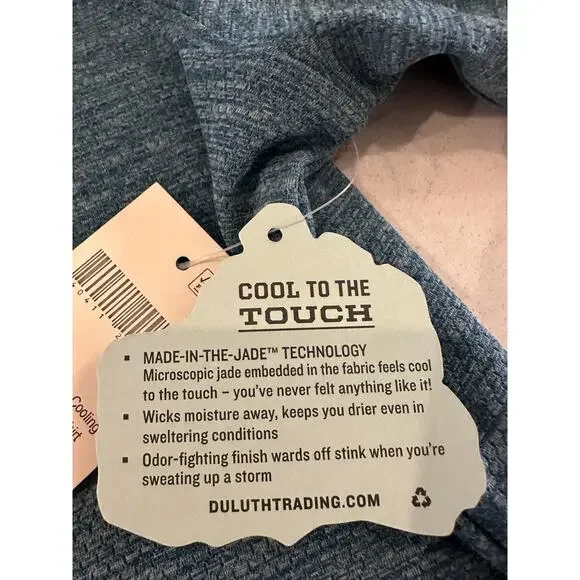 COOL TO THE
TOUCH
▪ MADE-IN-THE-JADE™ TECHNOLOGY
Microscopic jade embedded in the fabric feels cool
to the touch – you've never felt anything like it!
▪ Wicks moisture away, keeps you drier even in
sweltering conditions
▪ Odor-fighting finish wards off stink when you're
sweating up a storm
DULUTHTRADING.COM
Cooling